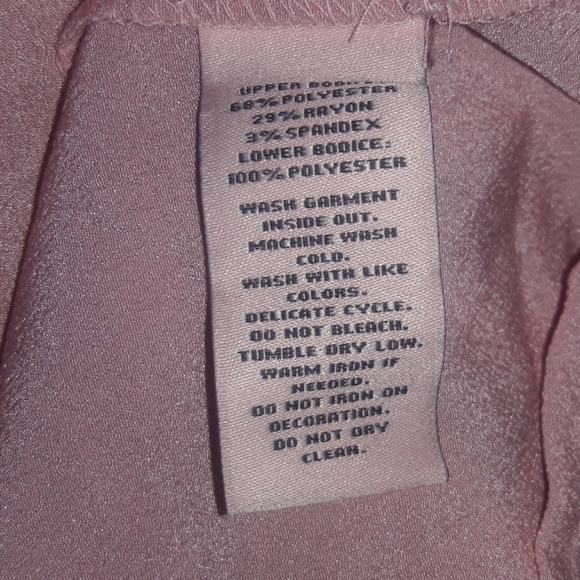 UPPER BODICE:
68% POLYESTER
29% RAYON
3% SPANDEX
LOWER BODICE:
100% POLYESTER
WASH GARMENT
INSIDE OUT.
MACHINE WASH
COLD.
WASH WITH LIKE
COLORS.
DELICATE CYCLE.
DO NOT BLEACH.
TUMBLE DRY LOW.
WARM IRON IF
NEEDED.
DO NOT IRON ON
DECORATION.
DO NOT DRY
CLEAN.